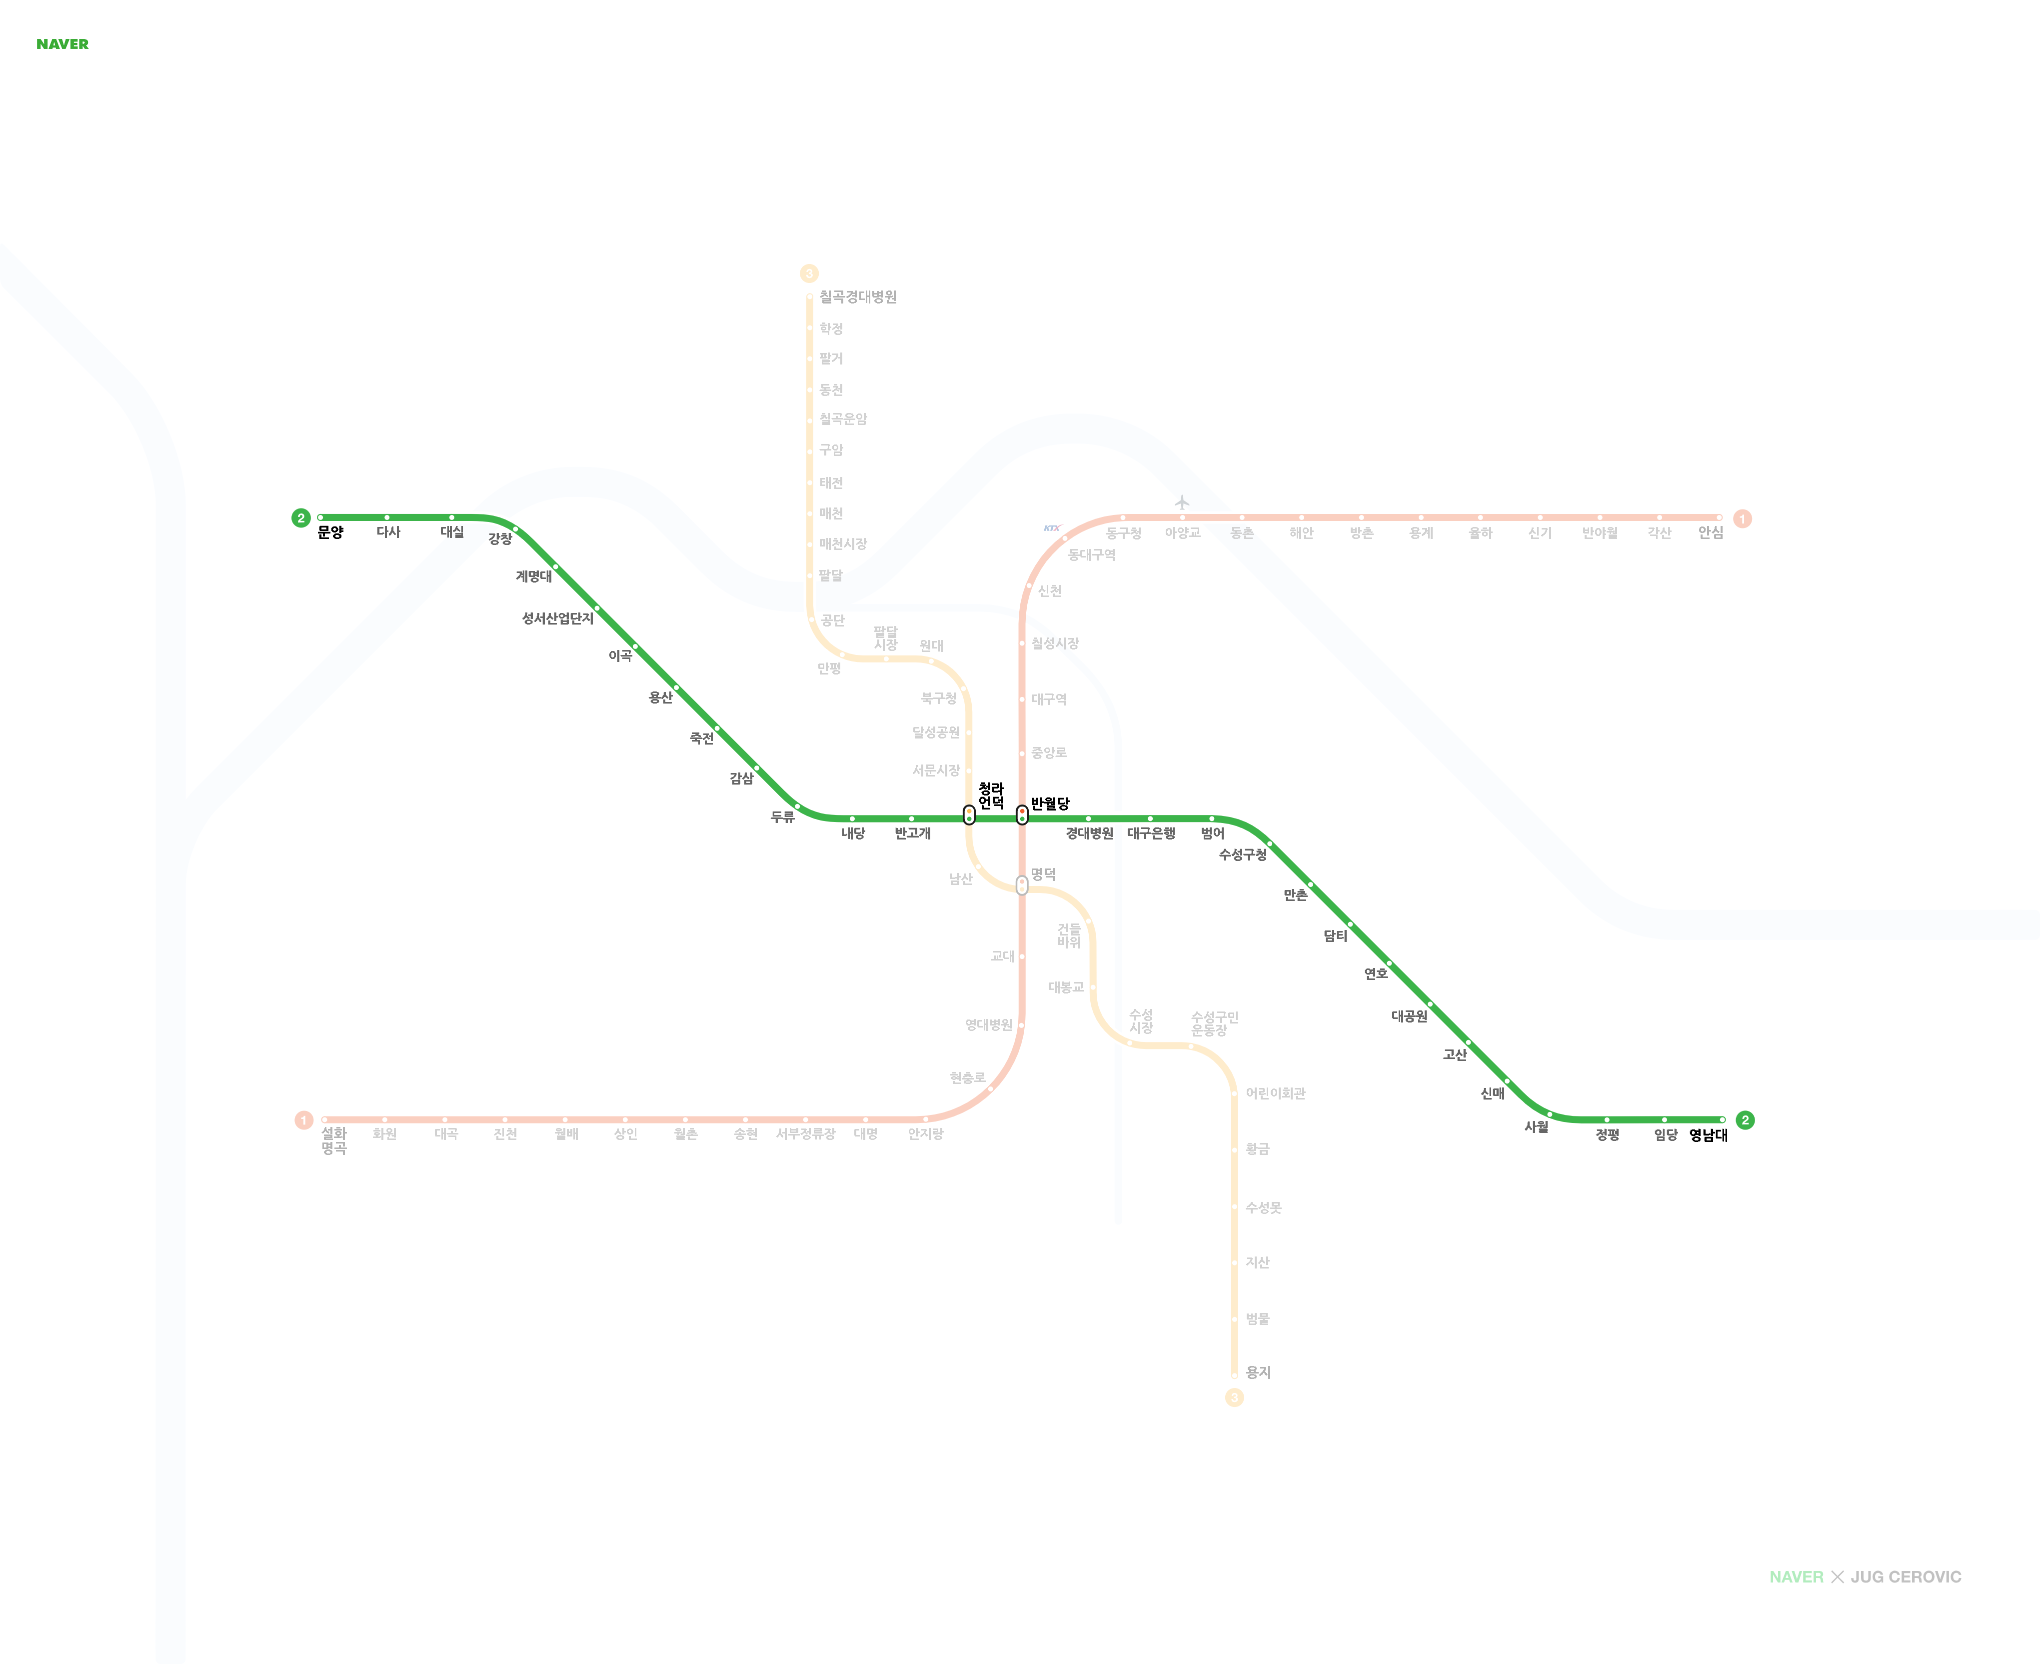 NAVER
3
칠곡경대병원
학정
팔거
동천
칠곡운암
구암
태전
매천
매천시장
팔달
공단
만평
팔달
시장
원대
북구청
달성공원
서문시장
청라
언덕
남산
명덕
건들
바위
대봉교
수성
시장
수성구민
운동장
어린이회관
황금
수성못
지산
범물
용지
3
2
문양
다사
대실
강창
계명대
성서산업단지
이곡
용산
죽전
감삼
두류
내당
반고개
반월당
경대병원
대구은행
범어
수성구청
만촌
담티
연호
대공원
고산
신매
사월
정평
임당
영남대
2
1
안심
각산
반야월
신기
율하
용계
방촌
해안
동촌
아양교
동구청
KTX
동대구역
신천
칠성시장
대구역
중앙로
교대
영대병원
현충로
안지랑
대명
서부정류장
송현
월촌
상인
월배
진천
대곡
화원
설화
명곡
1
NAVER × JUG CEROVIC